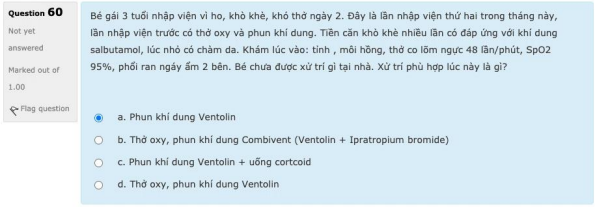 Question 60
Not yet
answered
Marked out of
1.00
Flag question
Bé gái 3 tuổi nhập viện vì ho, khò khè, khó thở ngày 2. Đây là lần nhập viện thứ hai trong tháng này,
lần nhập viện trước có thở oxy và phun khí dung. Tiền căn khò khè nhiều lần có đáp ứng với khí dung
salbutamol, lúc nhỏ có chàm da. Khám lúc vào: tỉnh , môi hồng, thở co lõm ngực 48 lần/phút, SpO2
95%, phổi ran ngáy ẩm 2 bên. Bé chưa được xử trí gì tại nhà. Xử trí phù hợp lúc này là gì?
a. Phun khí dung Ventolin
b. Thở oxy, phun khí dung Combivent (Ventolin + Ipratropium bromide)
c. Phun khí dung Ventolin + uống cortcoid
d. Thở oxy, phun khí dung Ventolin